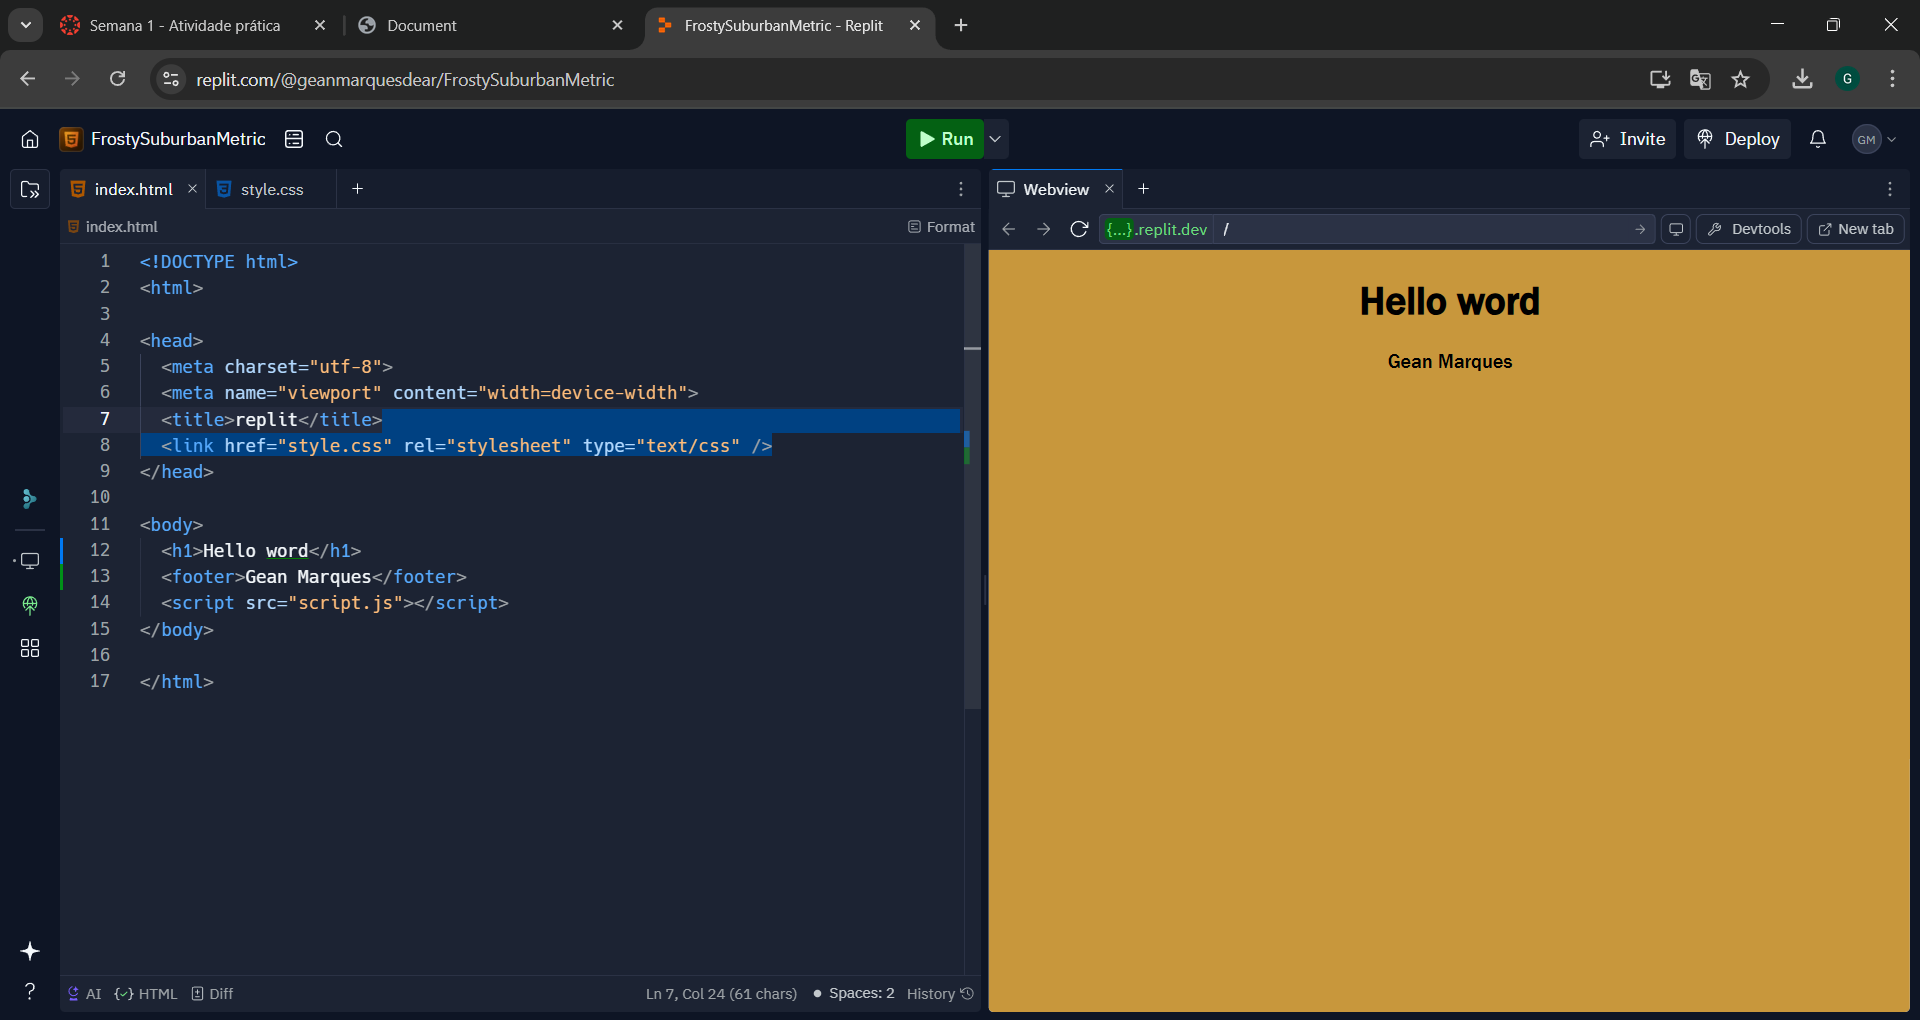 Semana 1 - Atividade prática
Document
FrostySuburbanMetric - Replit
replit.com/@geanmarquesdear/FrostySuburbanMetric
G
FrostySuburbanMetric
Run
Invite
Deploy
GM
index.html
style.css
Webview
index.html
Format
{...}.replit.dev
/
Devtools
New tab
1 <!DOCTYPE html>
2 <html>
3
4 <head>
5 <meta charset="utf-8">
6 <meta name="viewport" content="width=device-width">
7 <title>replit</title>
8 <link href="style.css" rel="stylesheet" type="text/css" />
9 </head>
10
11 <body>
12 <h1>Hello word</h1>
13 <footer>Gean Marques</footer>
14 <script src="script.js"></script>
15 </body>
16
17 </html>
Hello word
Gean Marques
AI
HTML
Diff
Ln 7, Col 24 (61 chars)
Spaces: 2
History